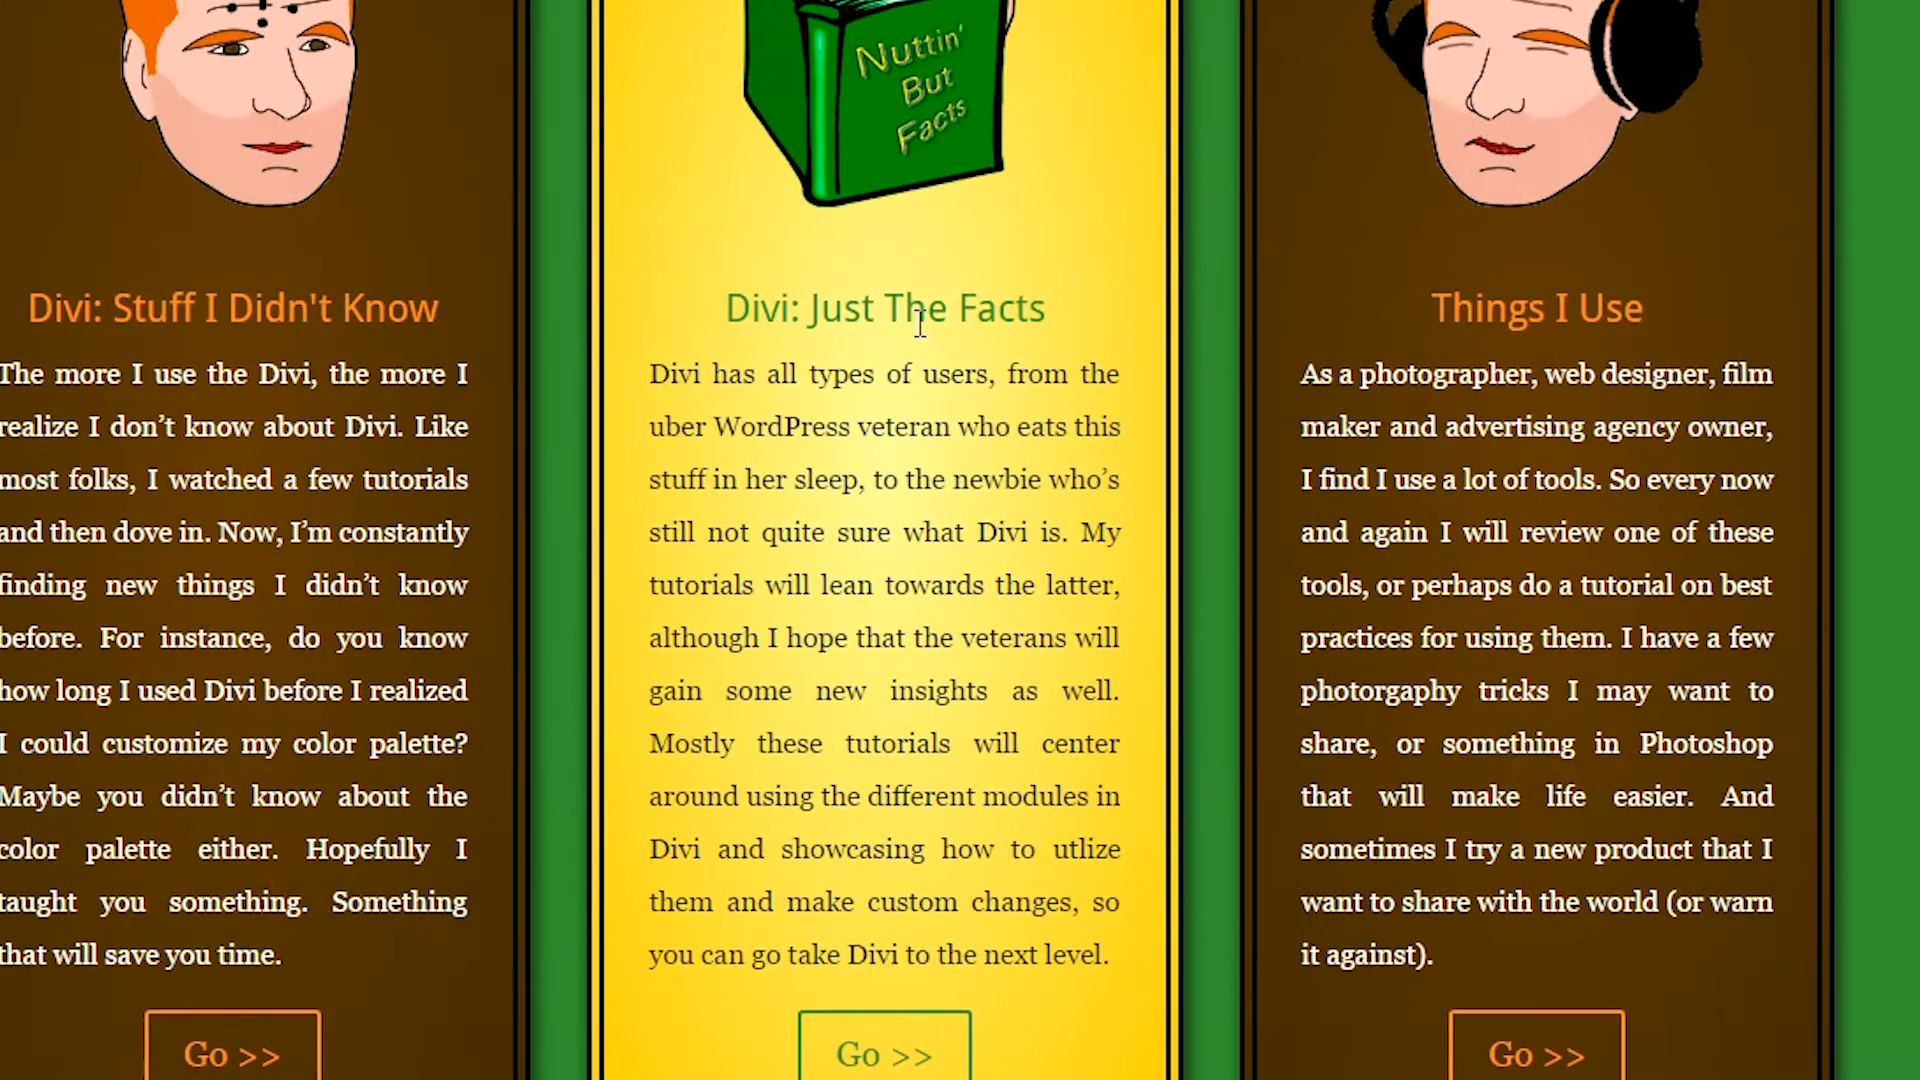 Nuttin'
But
Facts
Divi: Stuff I Didn't Know
The more I use the Divi, the more I
realize I don’t know about Divi. Like
most folks, I watched a few tutorials
and then dove in. Now, I’m constantly
finding new things I didn’t know
before. For instance, do you know
how long I used Divi before I realized
I could customize my color palette?
Maybe you didn’t know about the
color palette either. Hopefully I
taught you something. Something
that will save you time.
Go >>
Divi: Just The Facts
Divi has all types of users, from the
uber WordPress veteran who eats this
stuff in her sleep, to the newbie who’s
still not quite sure what Divi is. My
tutorials will lean towards the latter,
although I hope that the veterans will
gain some new insights as well.
Mostly these tutorials will center
around using the different modules in
Divi and showcasing how to utlize
them and make custom changes, so
you can go take Divi to the next level.
Go >>
Things I Use
As a photographer, web designer, film
maker and advertising agency owner,
I find I use a lot of tools. So every now
and again I will review one of these
tools, or perhaps do a tutorial on best
practices for using them. I have a few
photorgaphy tricks I may want to
share, or something in Photoshop
that will make life easier. And
sometimes I try a new product that I
want to share with the world (or warn
it against).
Go >>